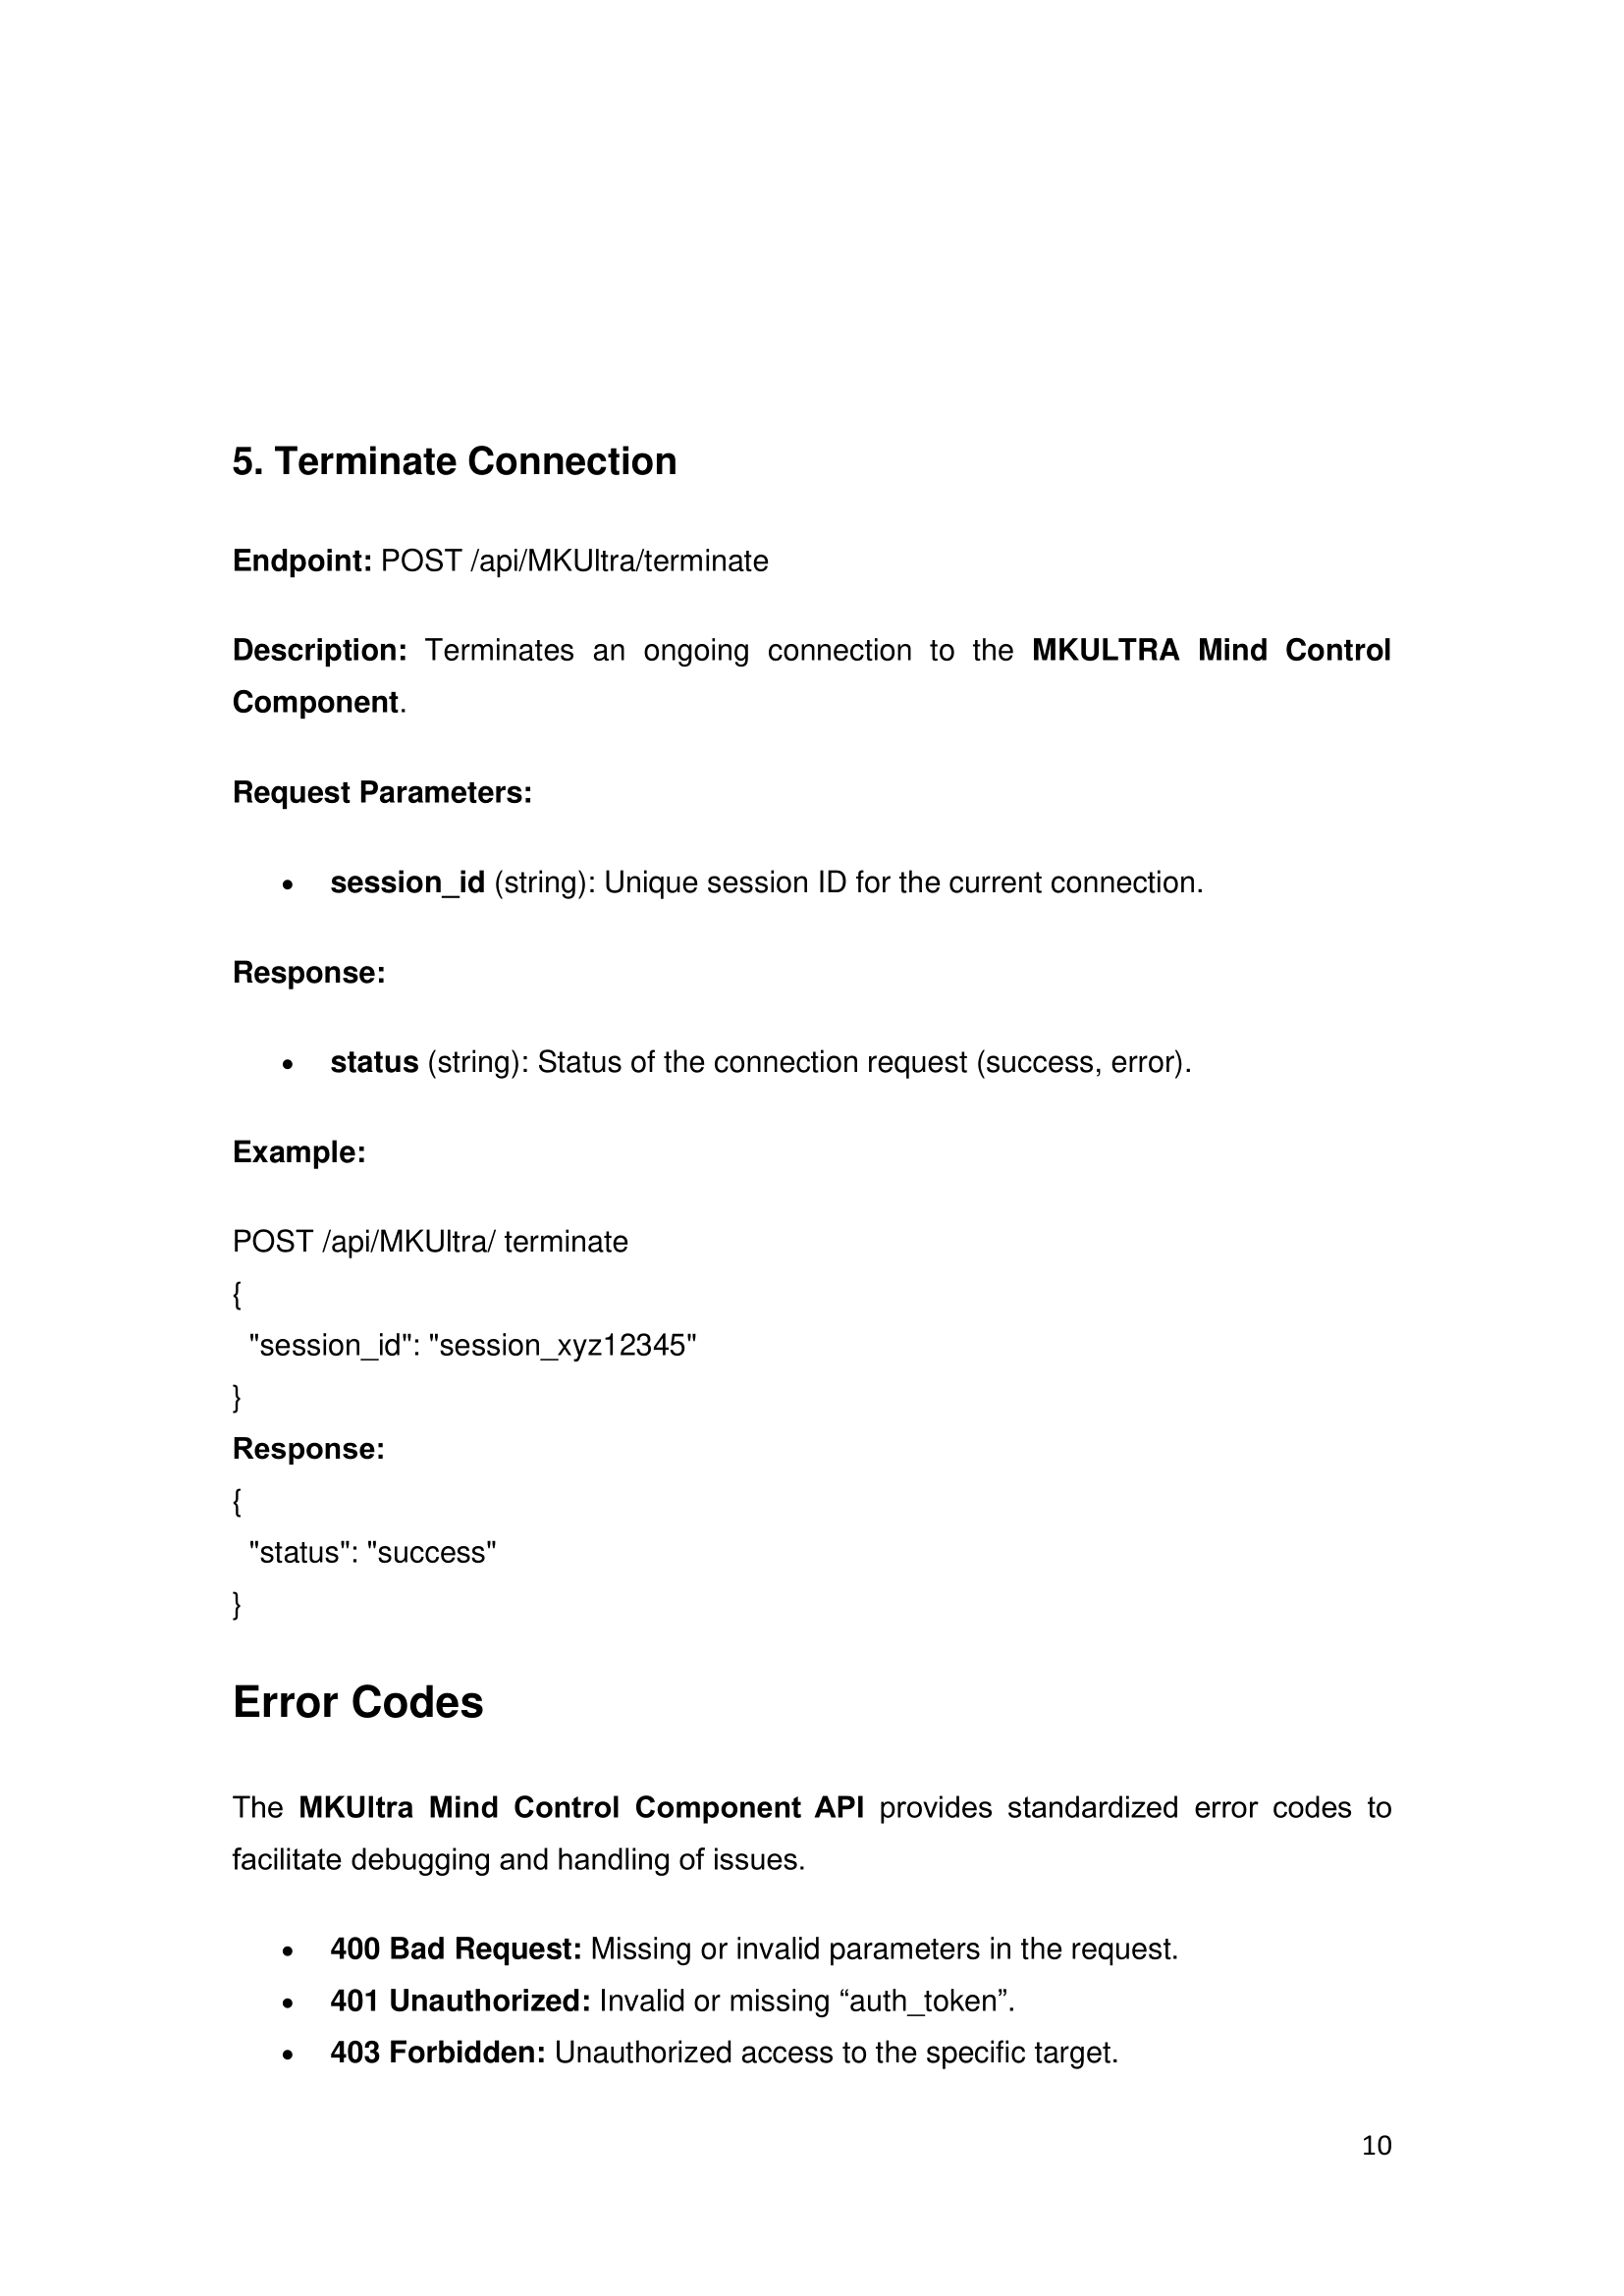 5. Terminate Connection
Endpoint: POST /api/MKUltra/terminate
Description: Terminates an ongoing connection to the MKULTRA Mind Control
Component.
Request Parameters:
• session_id (string): Unique session ID for the current connection.
Response:
• status (string): Status of the connection request (success, error).
Example:
POST /api/MKUltra/ terminate
{
"session_id": "session_xyz12345"
}
Response:
{
"status": "success"
}
Error Codes
The MKUltra Mind Control Component API provides standardized error codes to
facilitate debugging and handling of issues.
• 400 Bad Request: Missing or invalid parameters in the request.
• 401 Unauthorized: Invalid or missing “auth_token”.
• 403 Forbidden: Unauthorized access to the specific target.
10